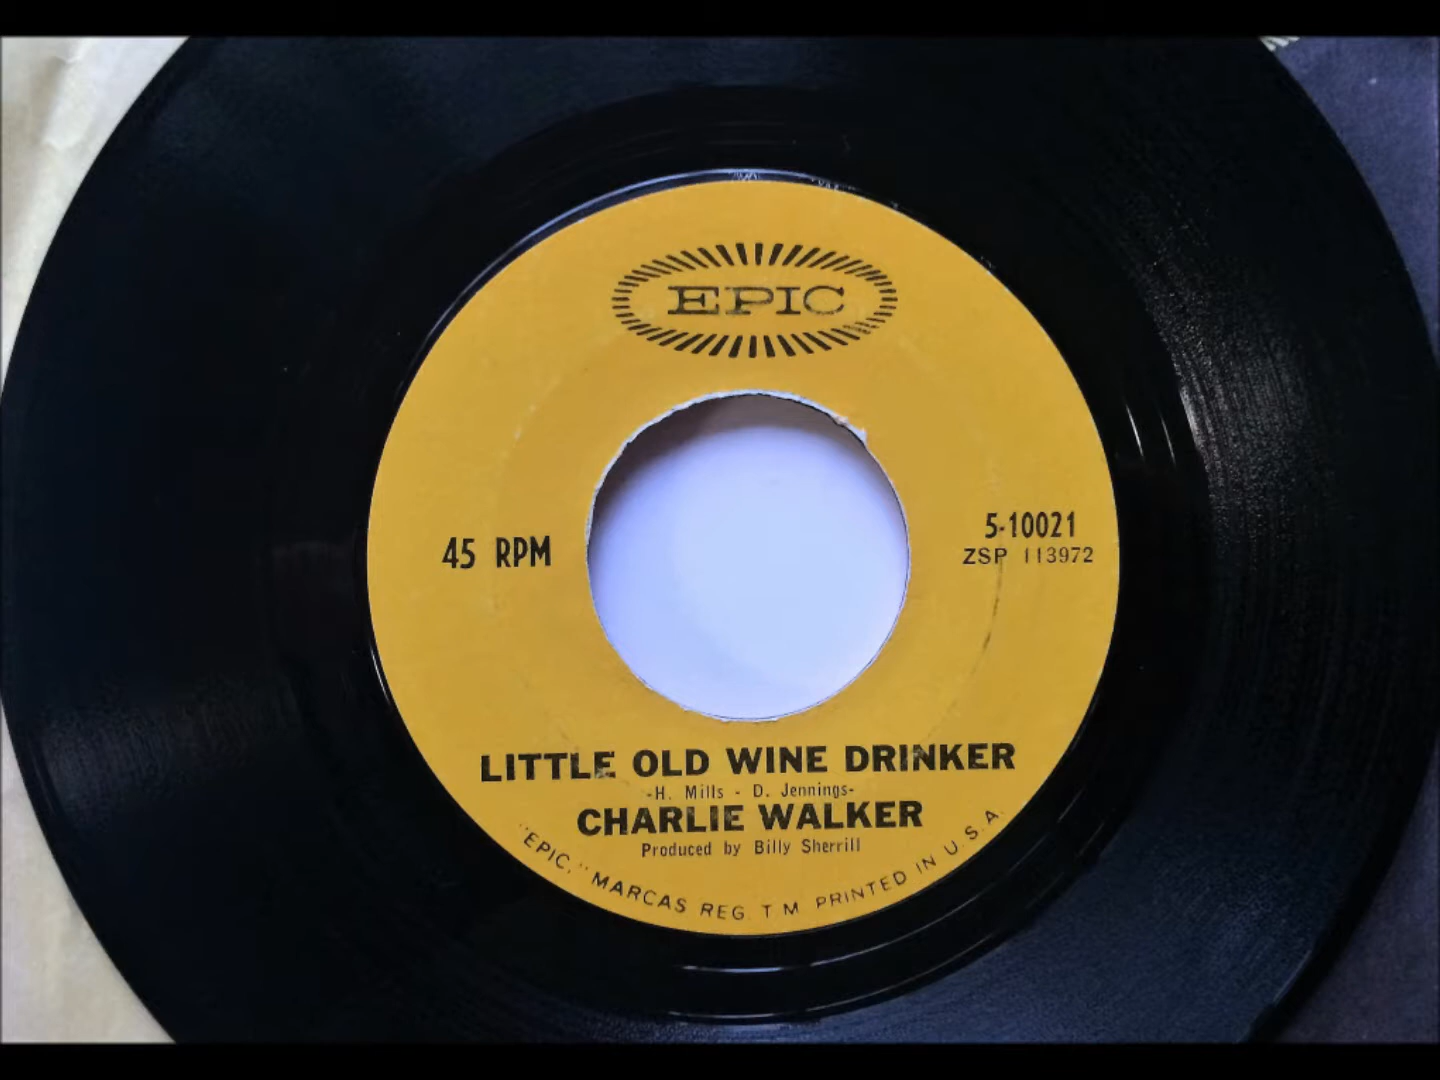 EPIC
45 RPM
5-10021
ZSP 113972
LITTLE OLD WINE DRINKER
-H. Mills - D. Jennings-
CHARLIE WALKER
Produced by Billy Sherrill
"EPIC," MARCAS REG. T M PRINTED IN U.S.A.